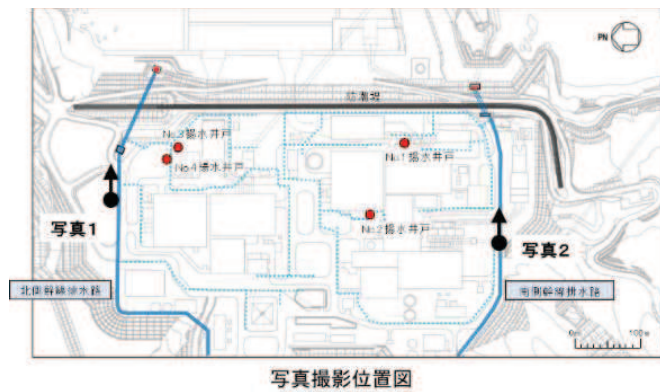 PN
防潮堤
No.3揚水井戸
No.4揚水井戸
No.1揚水井戸
No.2揚水井戸
写真1
写真2
北側幹線排水路
南側幹線排水路
0m 100m
写真撮影位置図